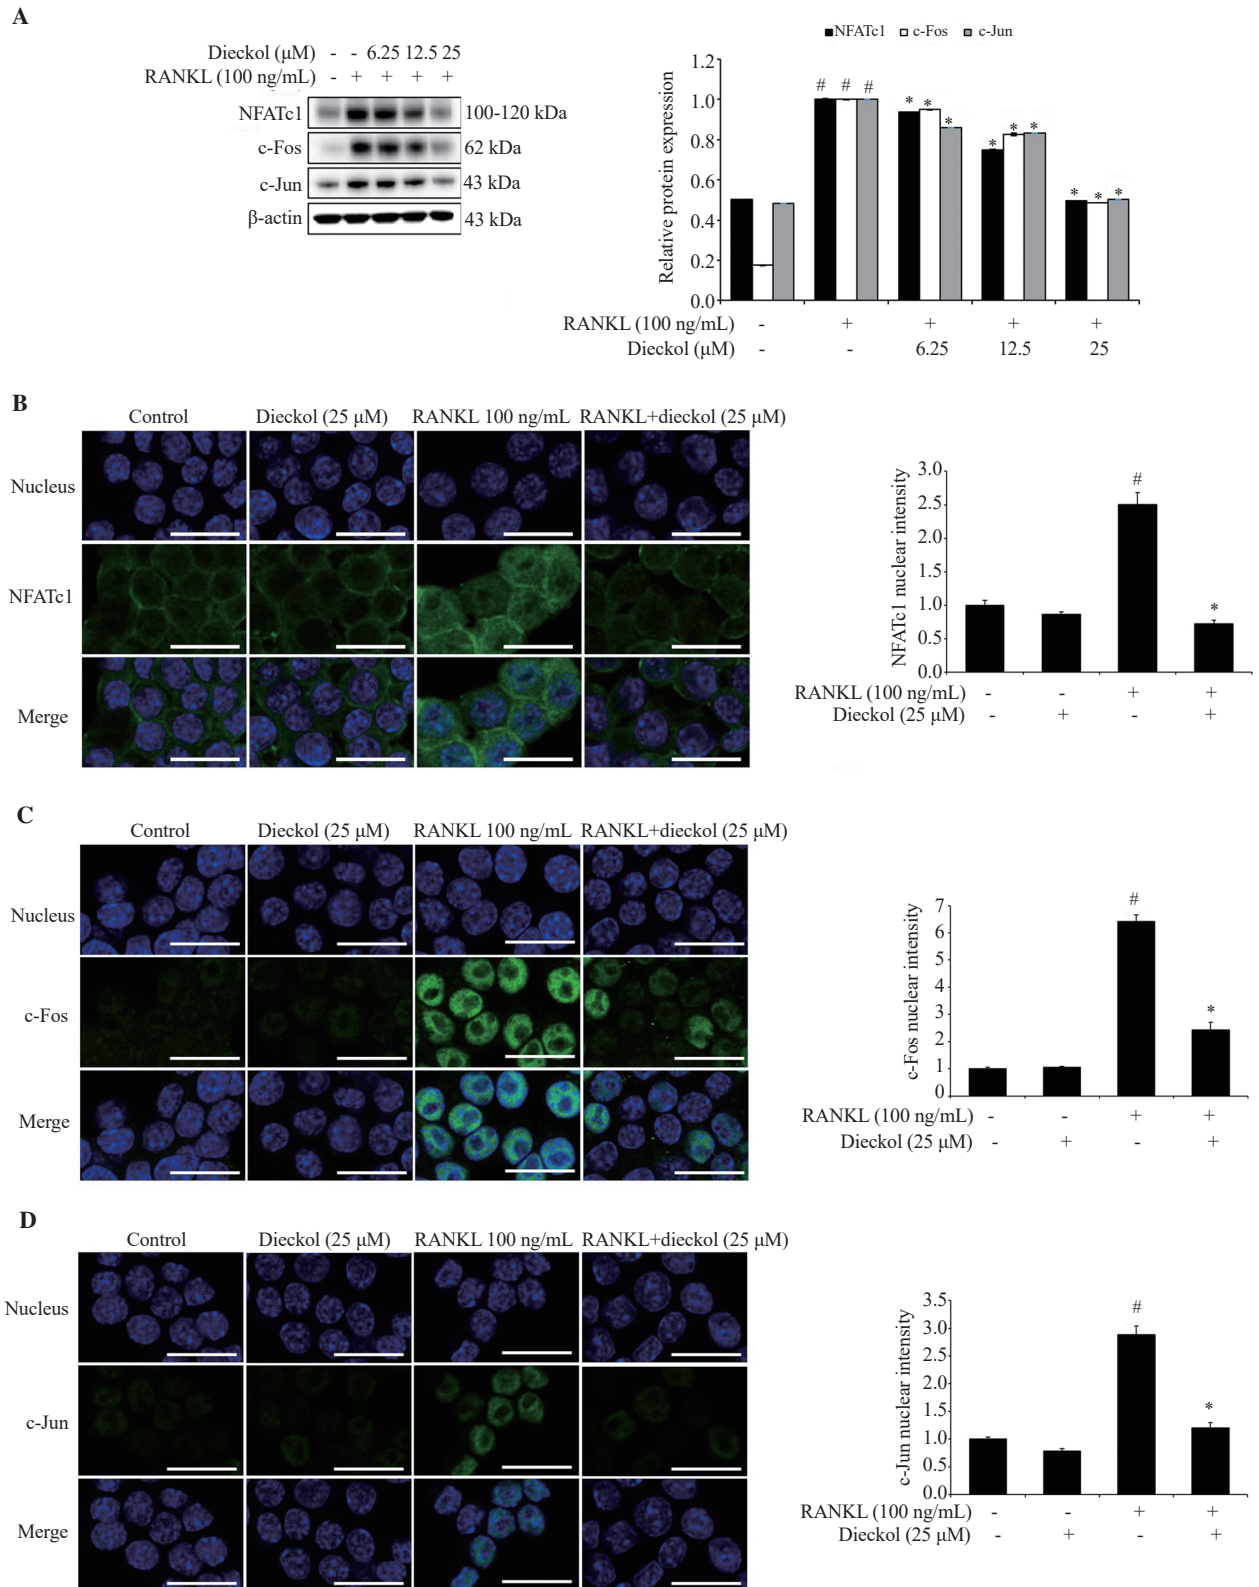 A
Dieckol (μM) - - 6.25 12.5 25
RANKL (100 ng/mL) - + + + +
NFATc1 100-120 kDa
c-Fos 62 kDa
c-Jun 43 kDa
β-actin 43 kDa
NFATc1 c-Fos c-Jun
Relative protein expression
1.2
1.0
0.8
0.6
0.4
0.2
0.0
# # #
* * *
* * *
* * *
RANKL (100 ng/mL) - + + + +
Dieckol (μM) - - 6.25 12.5 25
B
Control Dieckol (25 μM) RANKL 100 ng/mL RANKL+dieckol (25 μM)
Nucleus
NFATc1
Merge
NFATc1 nuclear intensity
3.0
2.5
2.0
1.5
1.0
0.5
0.0
#
*
RANKL (100 ng/mL) - - + +
Dieckol (25 μM) - + - +
C
Control Dieckol (25 μM) RANKL 100 ng/mL RANKL+dieckol (25 μM)
Nucleus
c-Fos
Merge
c-Fos nuclear intensity
7
6
5
4
3
2
1
0
#
*
RANKL (100 ng/mL) - - + +
Dieckol (25 μM) - + - +
D
Control Dieckol (25 μM) RANKL 100 ng/mL RANKL+dieckol (25 μM)
Nucleus
c-Jun
Merge
c-Jun nuclear intensity
3.5
3.0
2.5
2.0
1.5
1.0
0.5
0.0
#
*
RANKL (100 ng/mL) - - + +
Dieckol (25 μM) - + - +